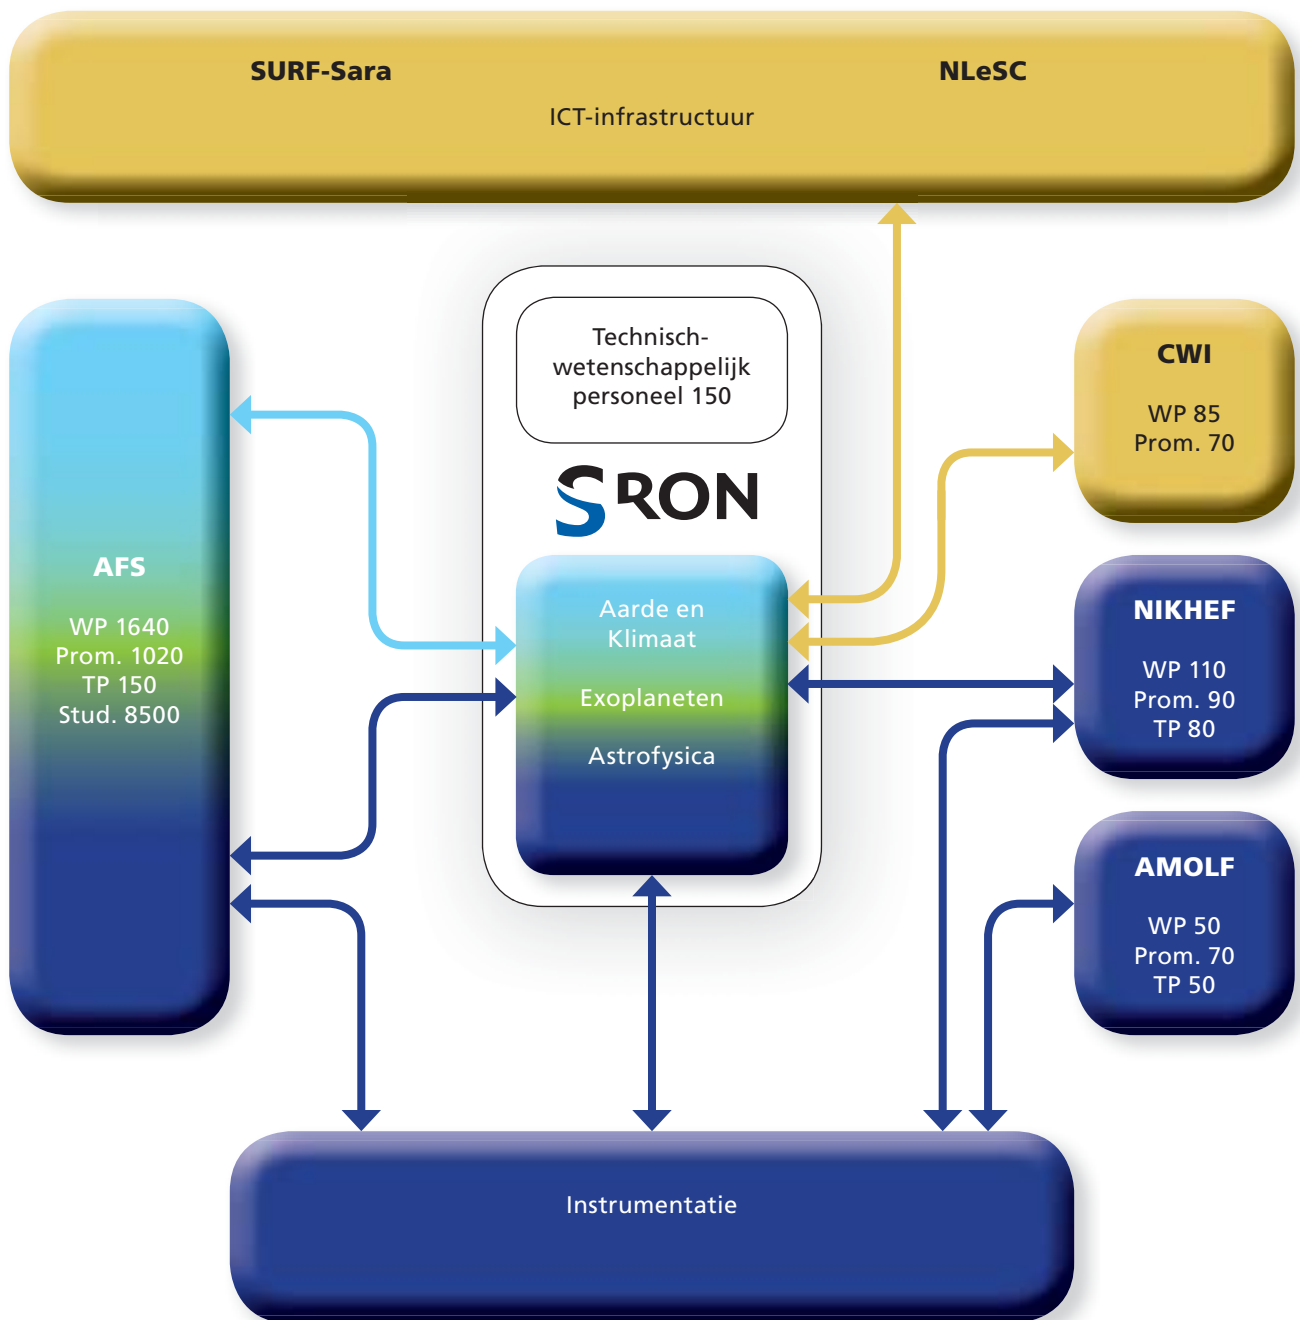 SURF-Sara
NLeSC
ICT-infrastructuur
Technisch-
wetenschappelijk
personeel 150
SRON
Aarde en
Klimaat
Exoplaneten
Astrofysica
AFS
WP 1640
Prom. 1020
TP 150
Stud. 8500
CWI
WP 85
Prom. 70
NIKHEF
WP 110
Prom. 90
TP 80
AMOLF
WP 50
Prom. 70
TP 50
Instrumentatie